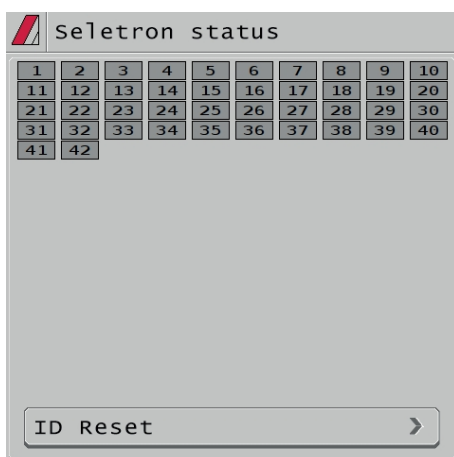 Seletron status
1 2 3 4 5 6 7 8 9 10
11 12 13 14 15 16 17 18 19 20
21 22 23 24 25 26 27 28 29 30
31 32 33 34 35 36 37 38 39 40
41 42
ID Reset